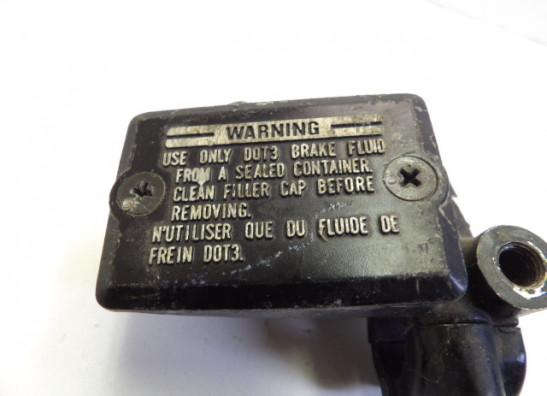 WARNING
USE ONLY DOT3 BRAKE FLUID
FROM A SEALED CONTAINER.
CLEAN FILLER CAP BEFORE
REMOVING.
N'UTILISER QUE DU FLUIDE DE
FREIN DOT3.